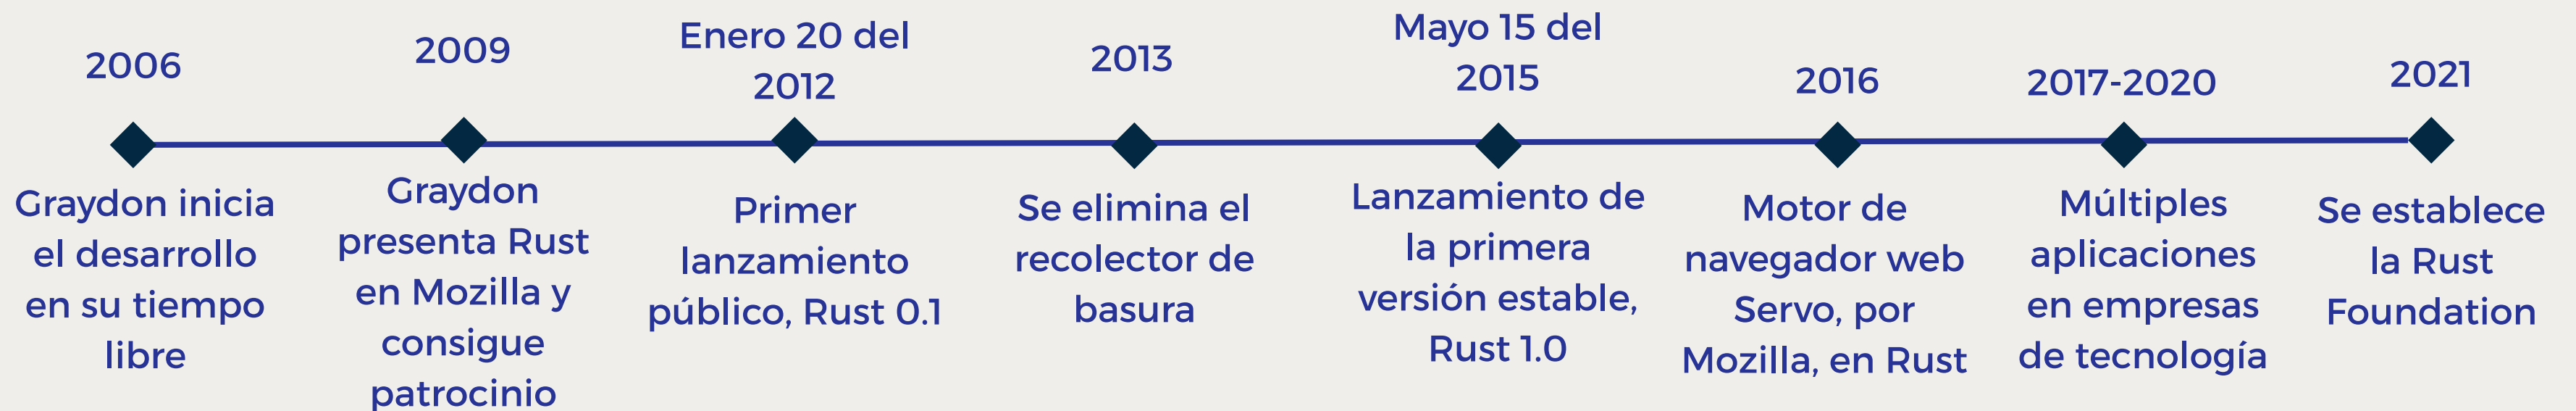 2006
Graydon inicia
el desarrollo
en su tiempo
libre
2009
Graydon
presenta Rust
en Mozilla y
consigue
patrocinio
Enero 20 del
2012
Primer
lanzamiento
público, Rust 0.1
2013
Se elimina el
recolector de
basura
Mayo 15 del
2015
Lanzamiento de
la primera
versión estable,
Rust 1.0
2016
Motor de
navegador web
Servo, por
Mozilla, en Rust
2017-2020
Múltiples
aplicaciones
en empresas
de tecnología
2021
Se establece
la Rust
Foundation